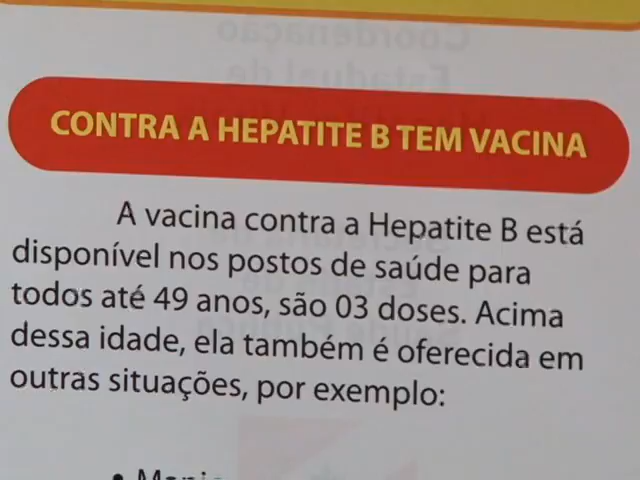 CONTRA A HEPATITE B TEM VACINA
A vacina contra a Hepatite B está
disponível nos postos de saúde para
todos até 49 anos, são 03 doses. Acima
dessa idade, ela também é oferecida em
outras situações, por exemplo: